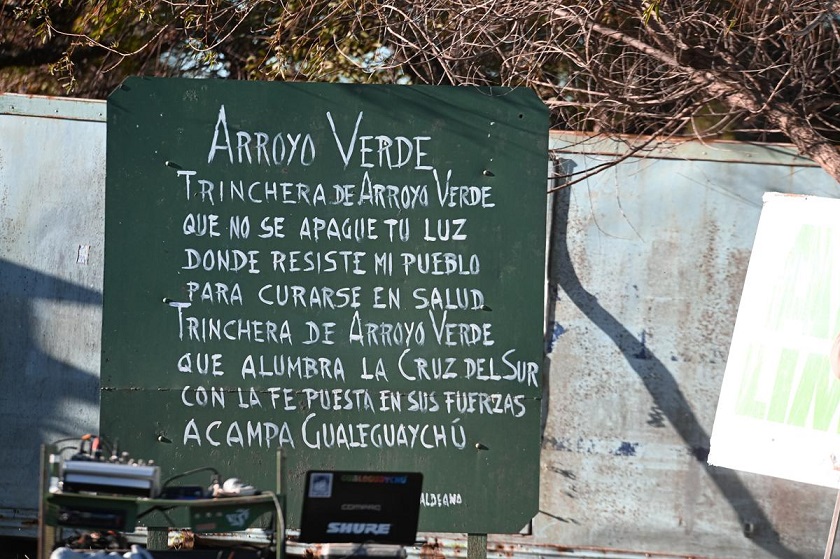 ARROYO VERDE
TRINCHERA DE ARROYO VERDE
QUE NO SE APAGUE TU LUZ
DONDE RESISTE MI PUEBLO
PARA CURARSE EN SALUD
TRINCHERA DE ARROYO VERDE
QUE ALUMBRA LA CRUZ DEL SUR
CON LA FE PUESTA EN SUS FUERZAS
ACAMPA GUALEGUAYCHÚ
ALDEANO
GUALEGUAYCHÚ
COMPAQ
SHURE